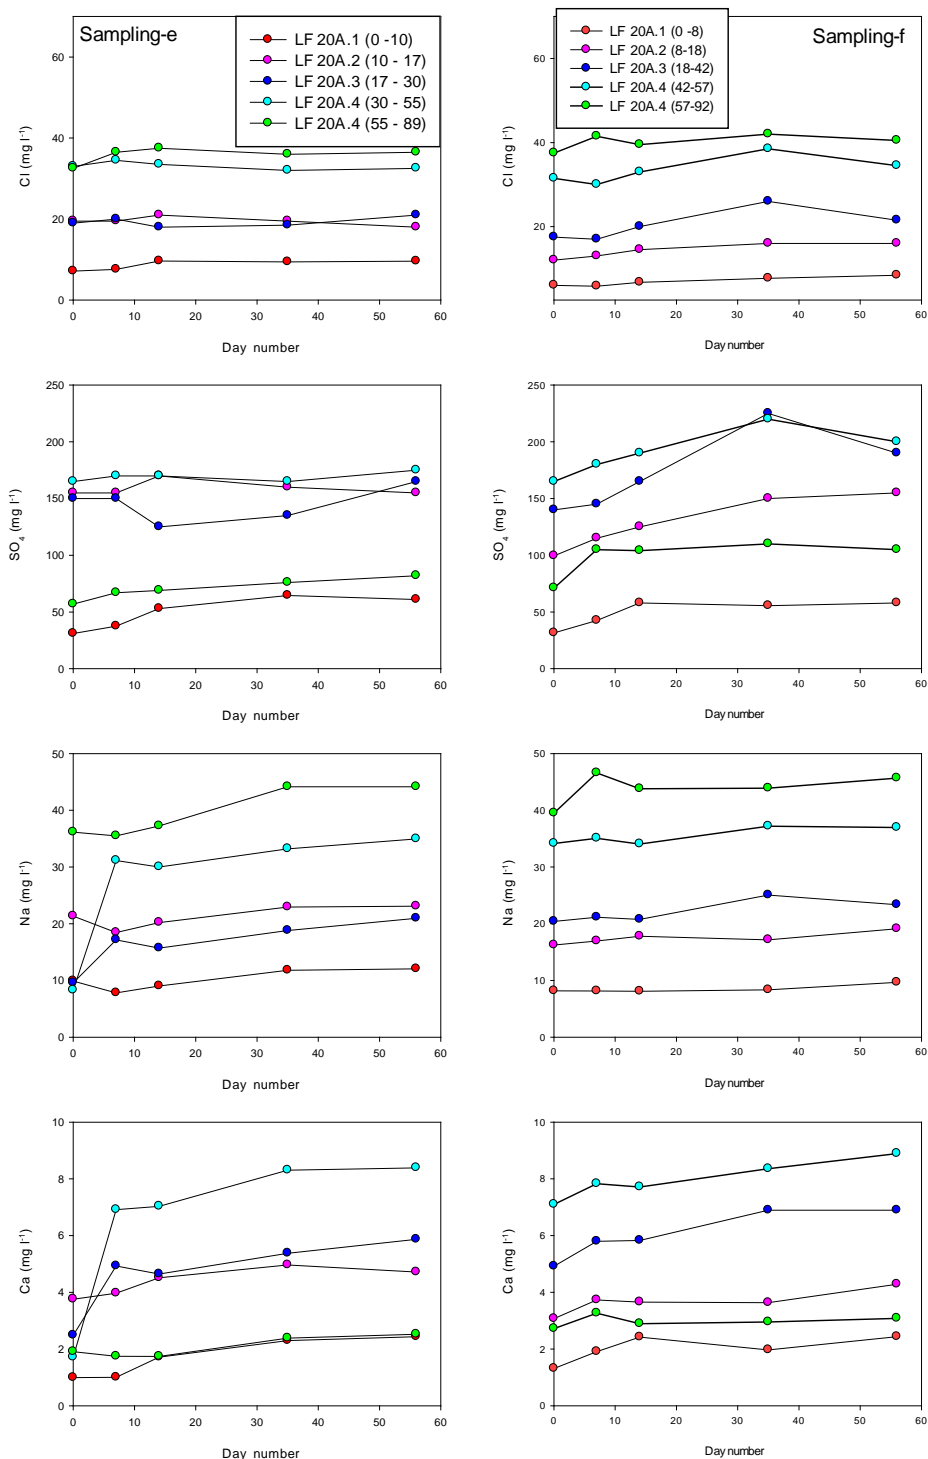 Sampling-e
LF 20A.1 (0 -10)
LF 20A.2 (10 - 17)
LF 20A.3 (17 - 30)
LF 20A.4 (30 - 55)
LF 20A.4 (55 - 89)
Cl (mg l-1)
60
40
20
0
0 10 20 30 40 50 60
Day number
Sampling-f
LF 20A.1 (0 -8)
LF 20A.2 (8-18)
LF 20A.3 (18-42)
LF 20A.4 (42-57)
LF 20A.4 (57-92)
Cl (mg l-1)
60
40
20
0 10 20 30 40 50 60
Day number
SO4 (mg l-1)
250
200
150
100
50
0
0 10 20 30 40 50 60
Day number
SO4 (mg l-1)
250
200
150
100
50
0
0 10 20 30 40 50 60
Day number
Na (mg l-1)
50
40
30
20
10
0
0 10 20 30 40 50 60
Day number
Na (mg l-1)
50
40
30
20
10
0
0 10 20 30 40 50 60
Day number
Ca (mg l-1)
10
8
6
4
2
0
0 10 20 30 40 50 60
Day number
Ca (mg l-1)
10
8
6
4
2
0
0 10 20 30 40 50 60
Day number